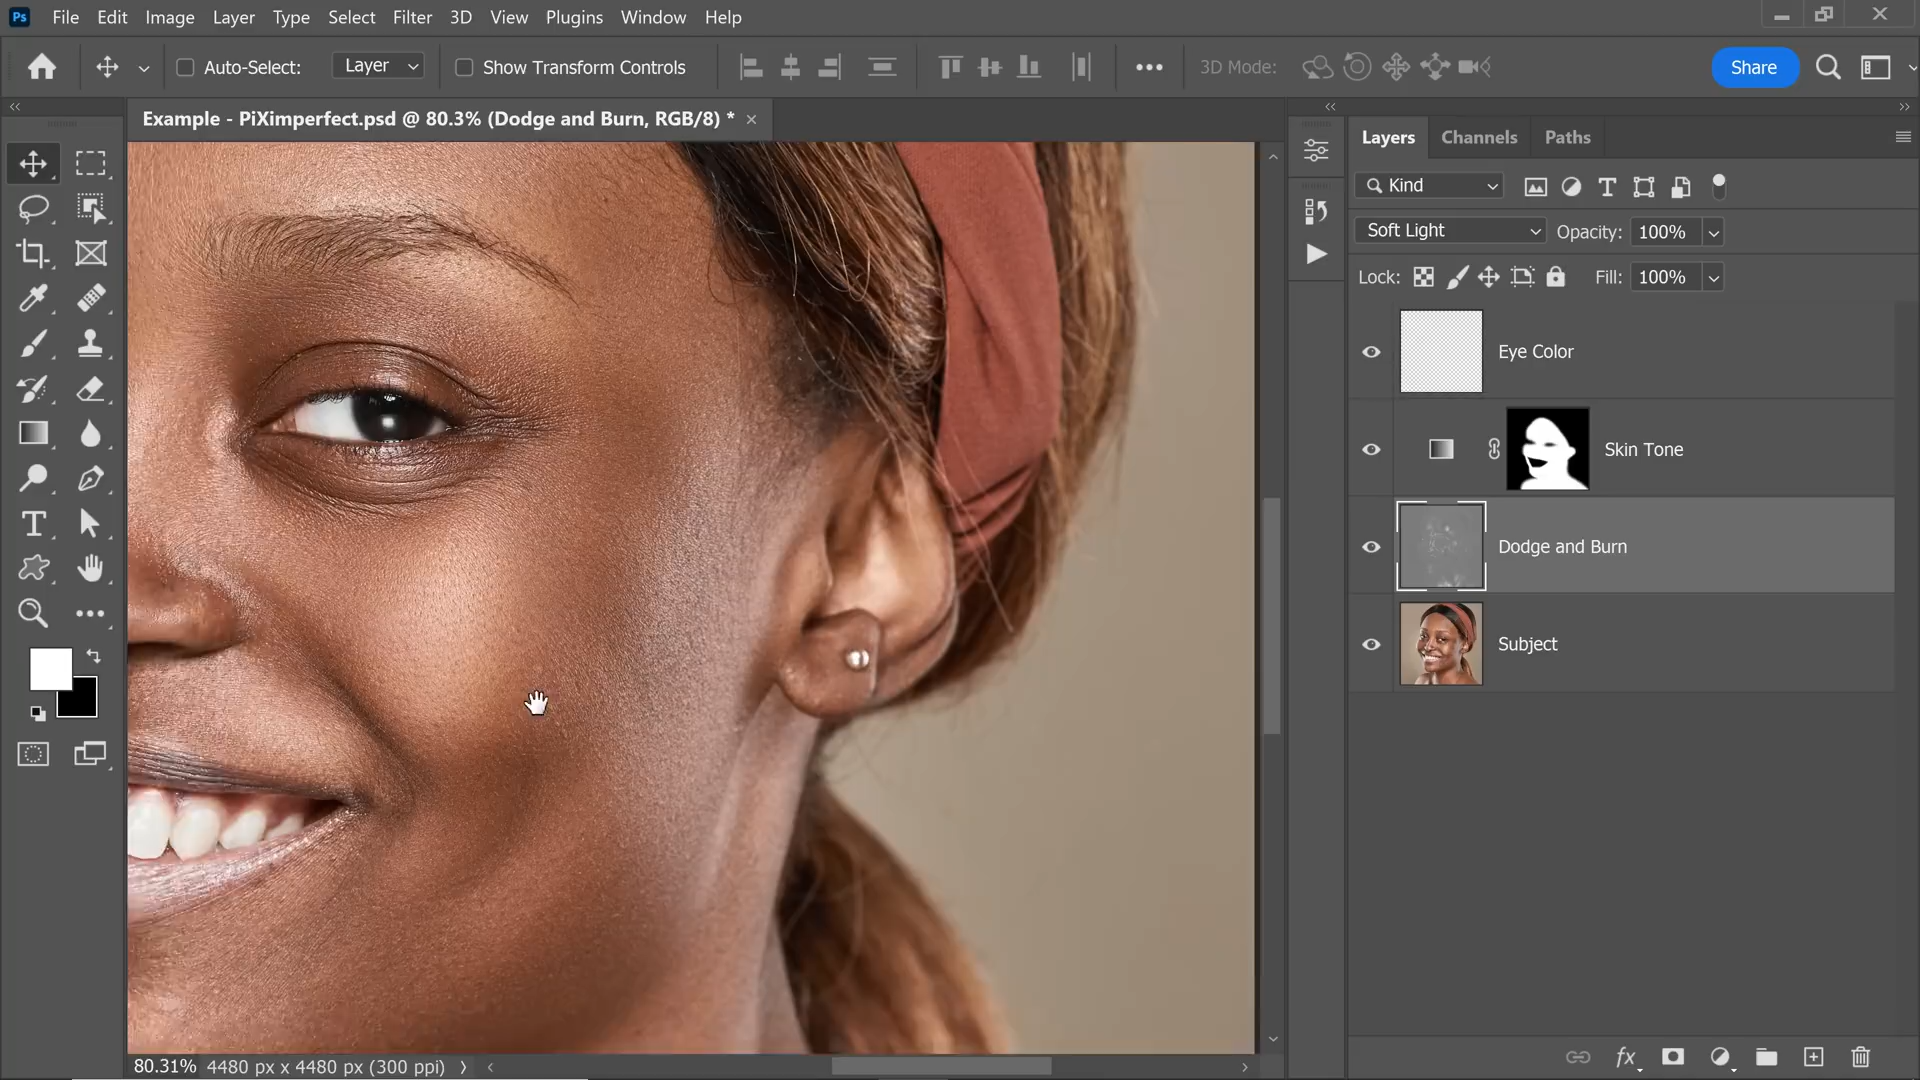 Ps File Edit Image Layer Type Select Filter 3D View Plugins Window Help
Auto-Select: Layer Show Transform Controls 3D Mode: Share
Example - PiXimperfect.psd @ 80.3% (Dodge and Burn, RGB/8) *
Layers Channels Paths
Kind
Soft Light Opacity: 100%
Lock: Fill: 100%
Eye Color
Skin Tone
Dodge and Burn
Subject
80.31% 4480 px x 4480 px (300 ppi)
fx